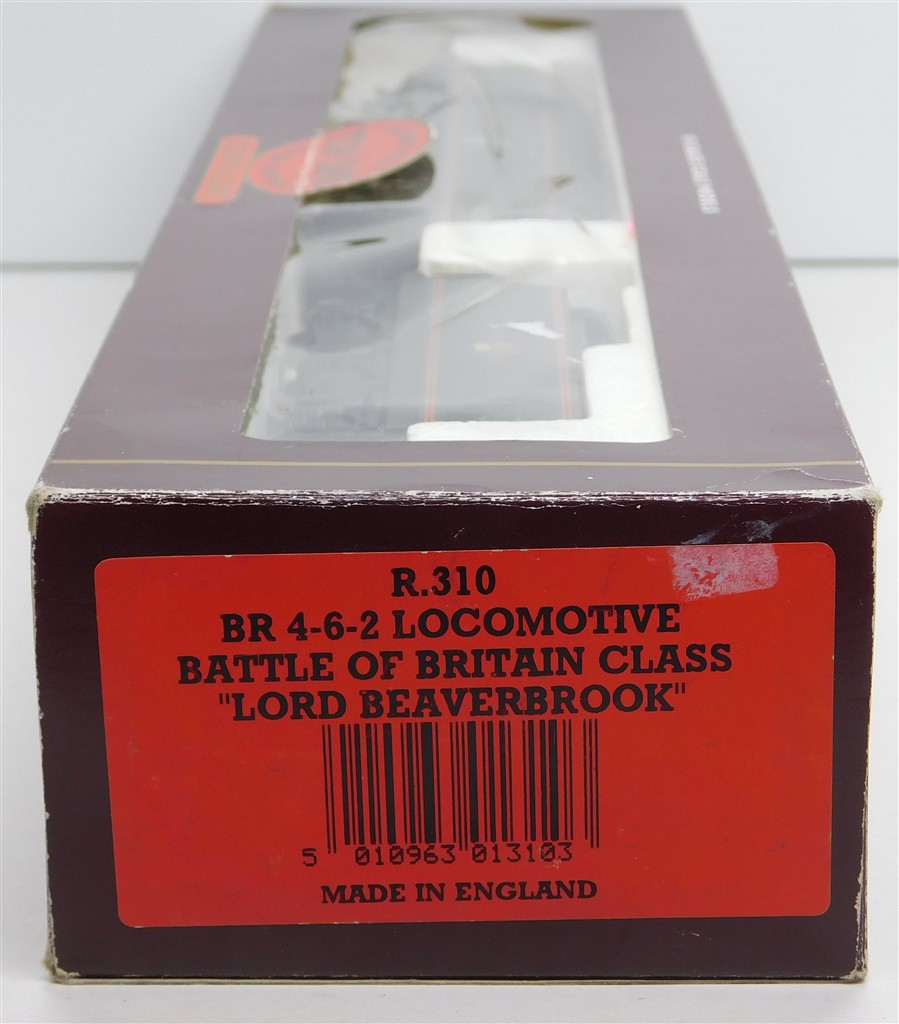 R.310
BR 4-6-2 LOCOMOTIVE
BATTLE OF BRITAIN CLASS
"LORD BEAVERBROOK"
5 010963 013103
MADE IN ENGLAND